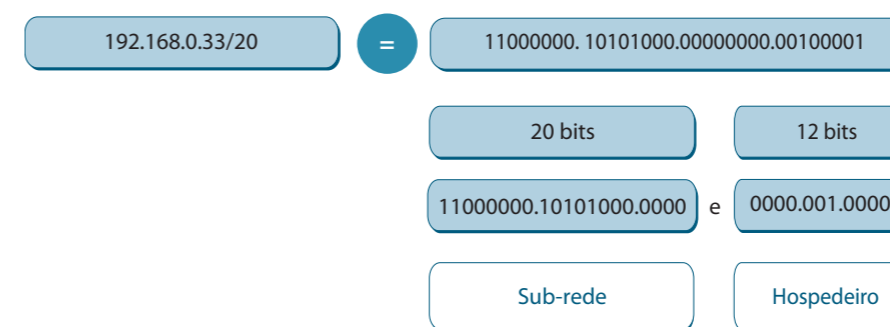 192.168.0.33/20 = 11000000. 10101000.00000000.00100001
20 bits 12 bits
11000000.10101000.0000 e 0000.001.0000
Sub-rede Hospedeiro